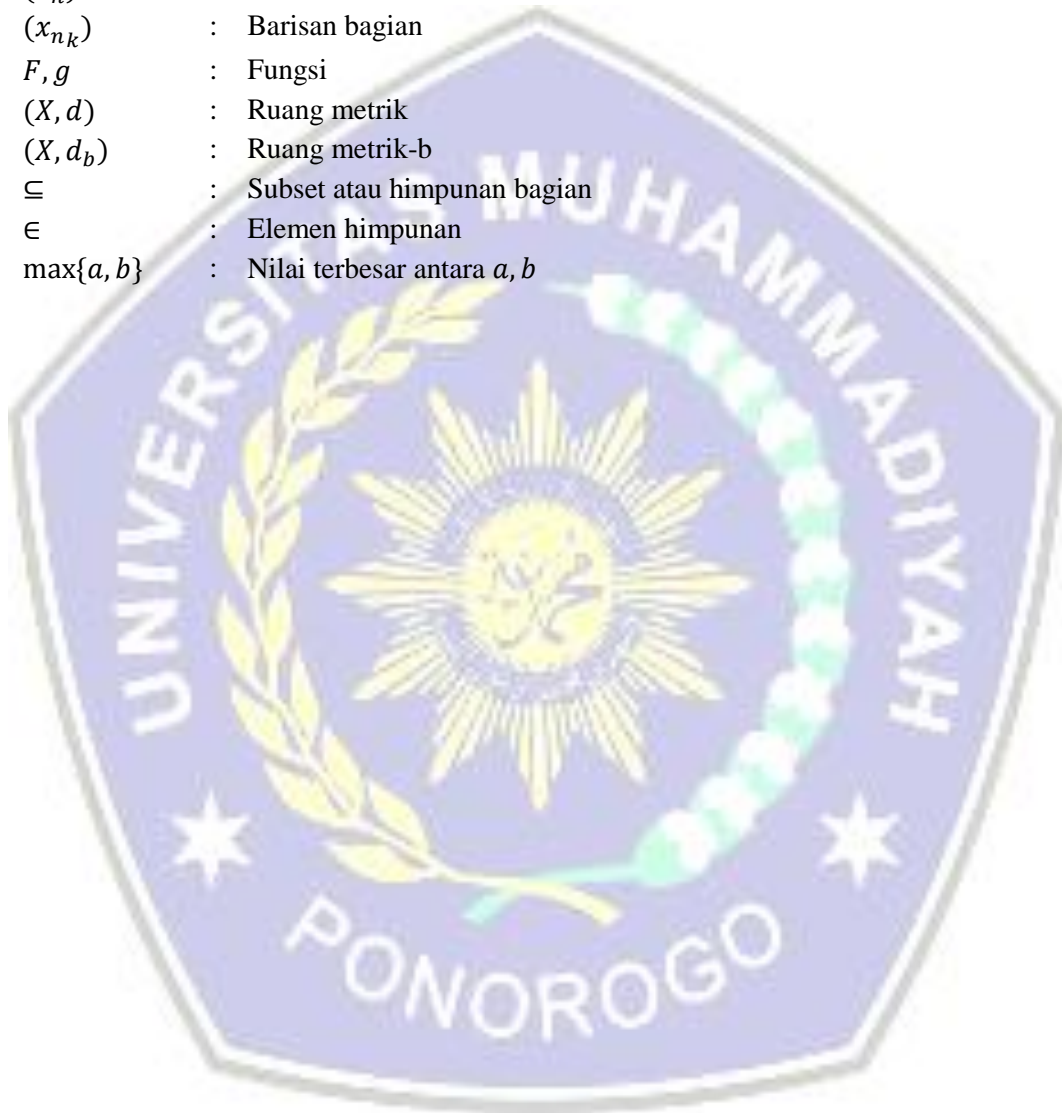 (x_{n_k}) : Barisan bagian
F, g : Fungsi
(X, d) : Ruang metrik
(X, d_b) : Ruang metrik-b
⊆ : Subset atau himpunan bagian
∈ : Elemen himpunan
max{a, b} : Nilai terbesar antara a, b
UNIVERSITAS MUHAMMADIYAH
PONOROGO